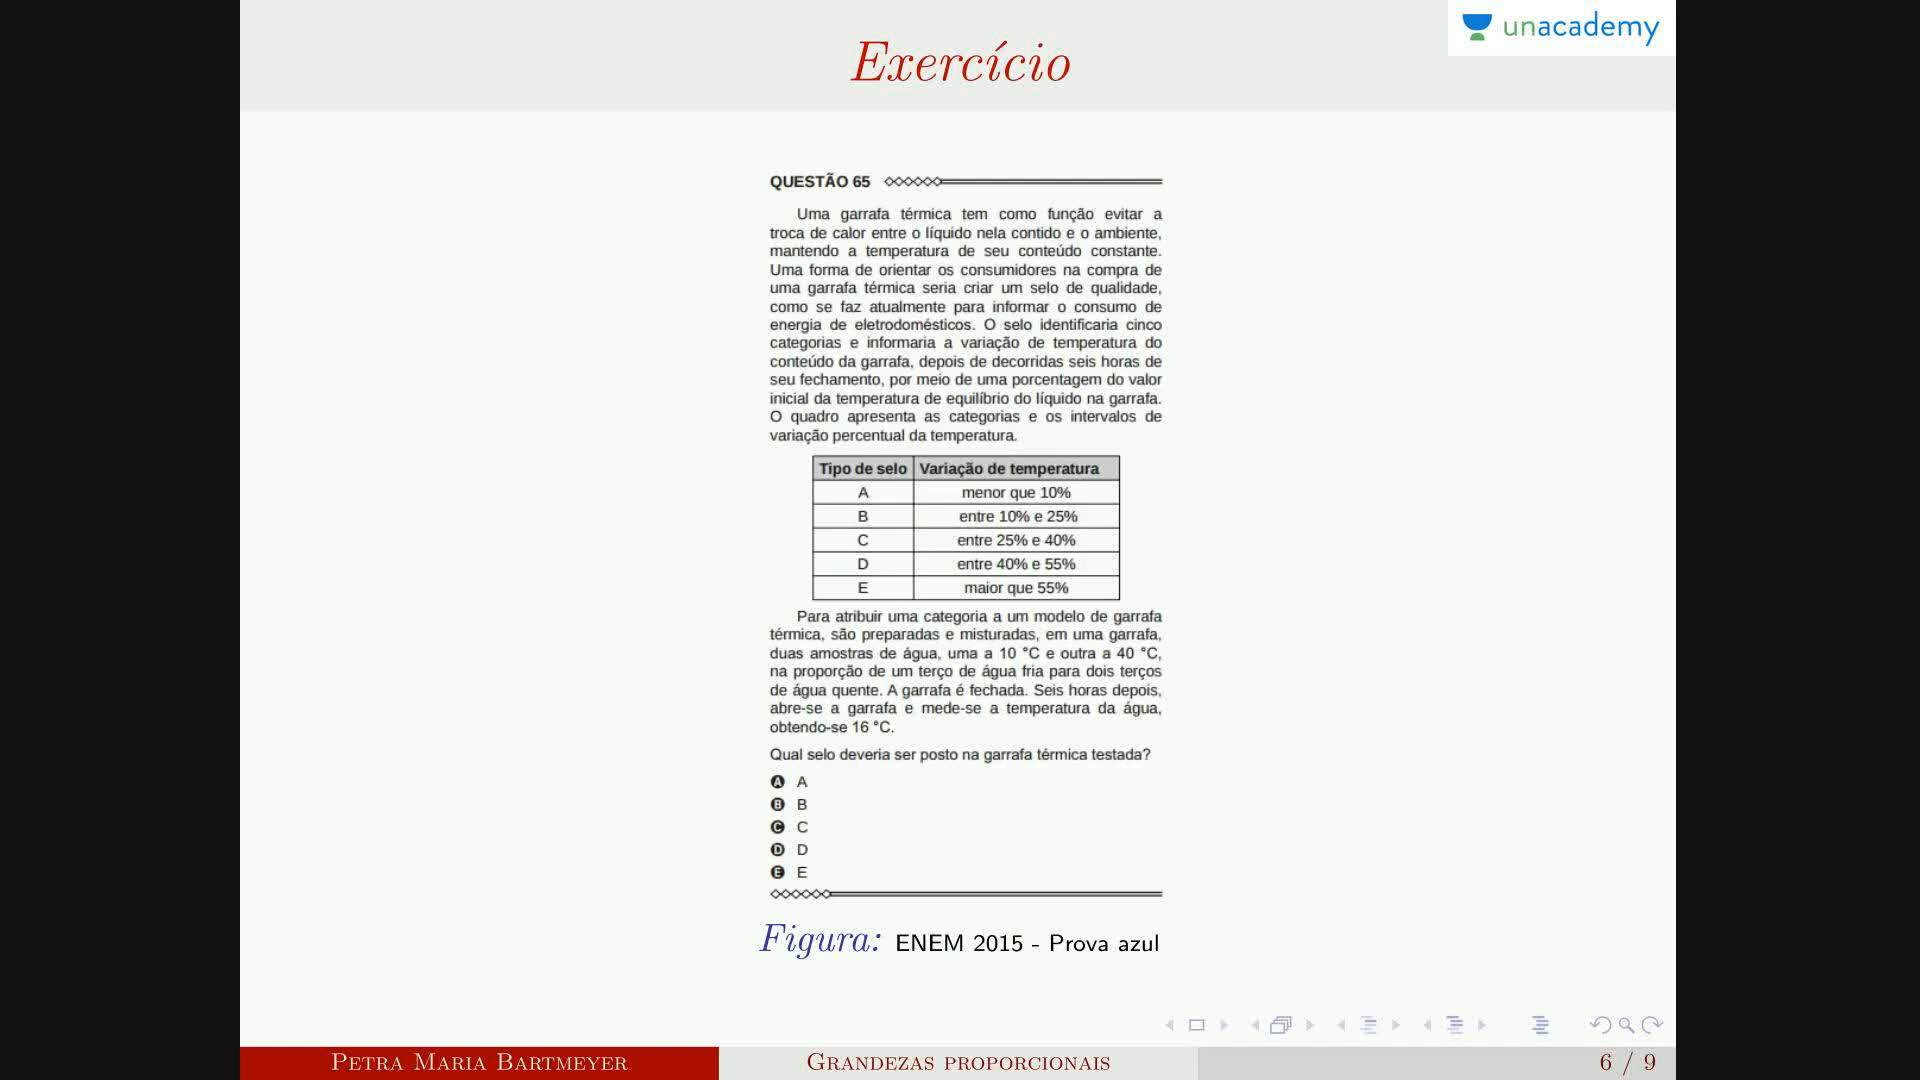 unacademy
Exercício
QUESTÃO 65
Uma garrafa térmica tem como função evitar a
troca de calor entre o líquido nela contido e o ambiente,
mantendo a temperatura de seu conteúdo constante.
Uma forma de orientar os consumidores na compra de
uma garrafa térmica seria criar um selo de qualidade,
como se faz atualmente para informar o consumo de
energia de eletrodomésticos. O selo identificaria cinco
categorias e informaria a variação de temperatura do
conteúdo da garrafa, depois de decorridas seis horas de
seu fechamento, por meio de uma porcentagem do valor
inicial da temperatura de equilíbrio do líquido na garrafa.
O quadro apresenta as categorias e os intervalos de
variação percentual da temperatura.
Tipo de selo Variação de temperatura
A menor que 10%
B entre 10% e 25%
C entre 25% e 40%
D entre 40% e 55%
E maior que 55%
Para atribuir uma categoria a um modelo de garrafa
térmica, são preparadas e misturadas, em uma garrafa,
duas amostras de água, uma a 10 °C e outra a 40 °C,
na proporção de um terço de água fria para dois terços
de água quente. A garrafa é fechada. Seis horas depois,
abre-se a garrafa e mede-se a temperatura da água,
obtendo-se 16 °C.
Qual selo deveria ser posto na garrafa térmica testada?
A A
B B
C C
D D
E E
Figura: ENEM 2015 - Prova azul
Petra Maria Bartmeyer Grandezas proporcionais 6 / 9